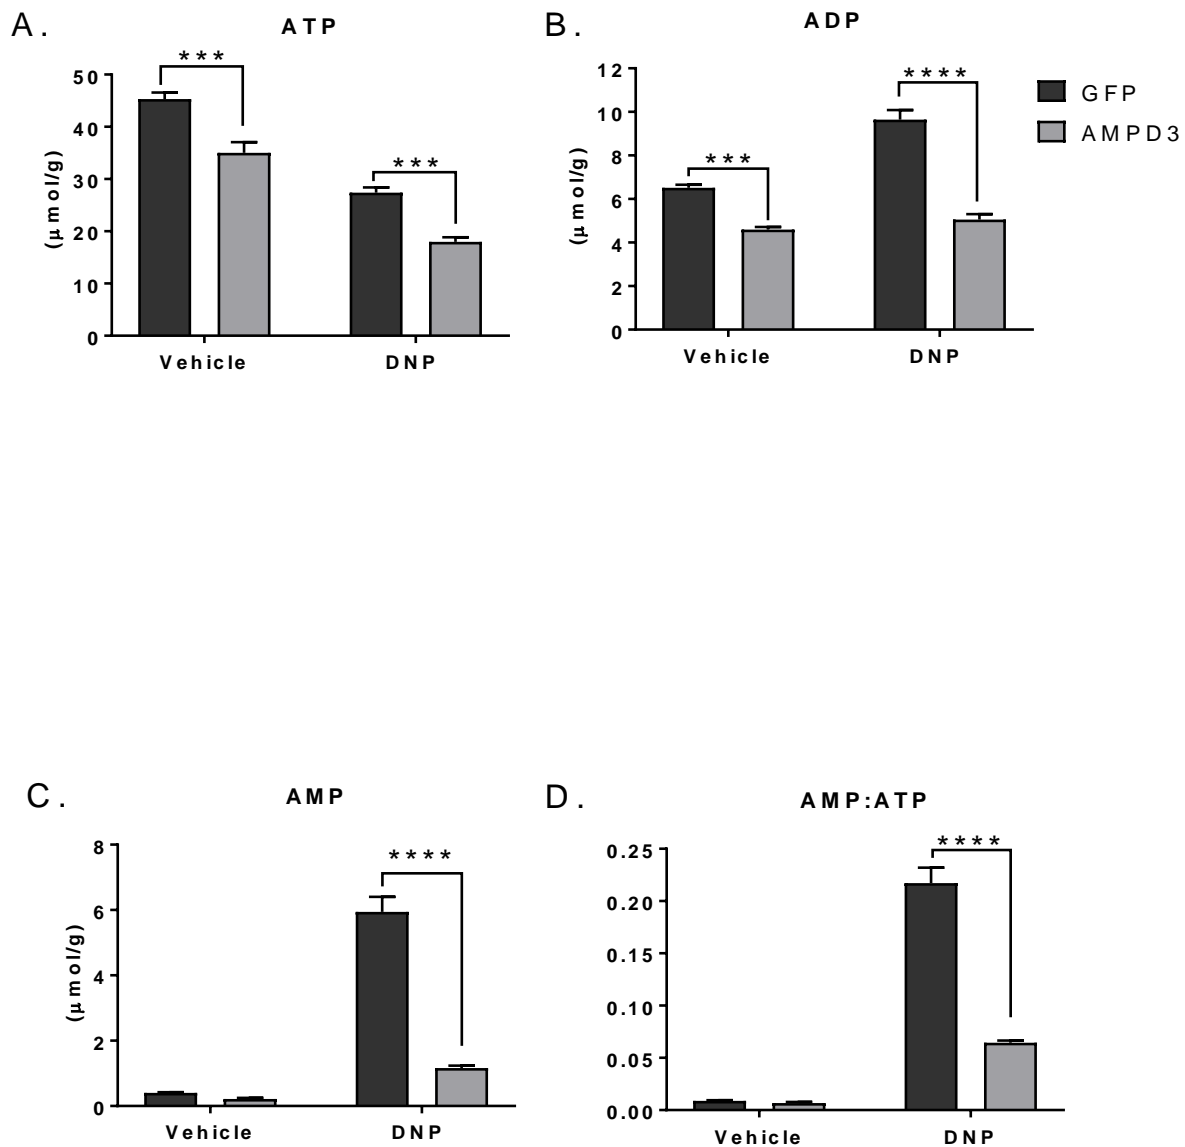 A.
ATP
***
***
50
40
30
20
10
0
(μmol/g)
Vehicle
DNP
B.
ADP
***
****
12
10
8
6
4
2
0
(μmol/g)
Vehicle
DNP
GFP
AMPD3
C.
AMP
****
8
6
4
2
0
(μmol/g)
Vehicle
DNP
D.
AMP:ATP
****
0.25
0.20
0.15
0.10
0.05
0.00
Vehicle
DNP